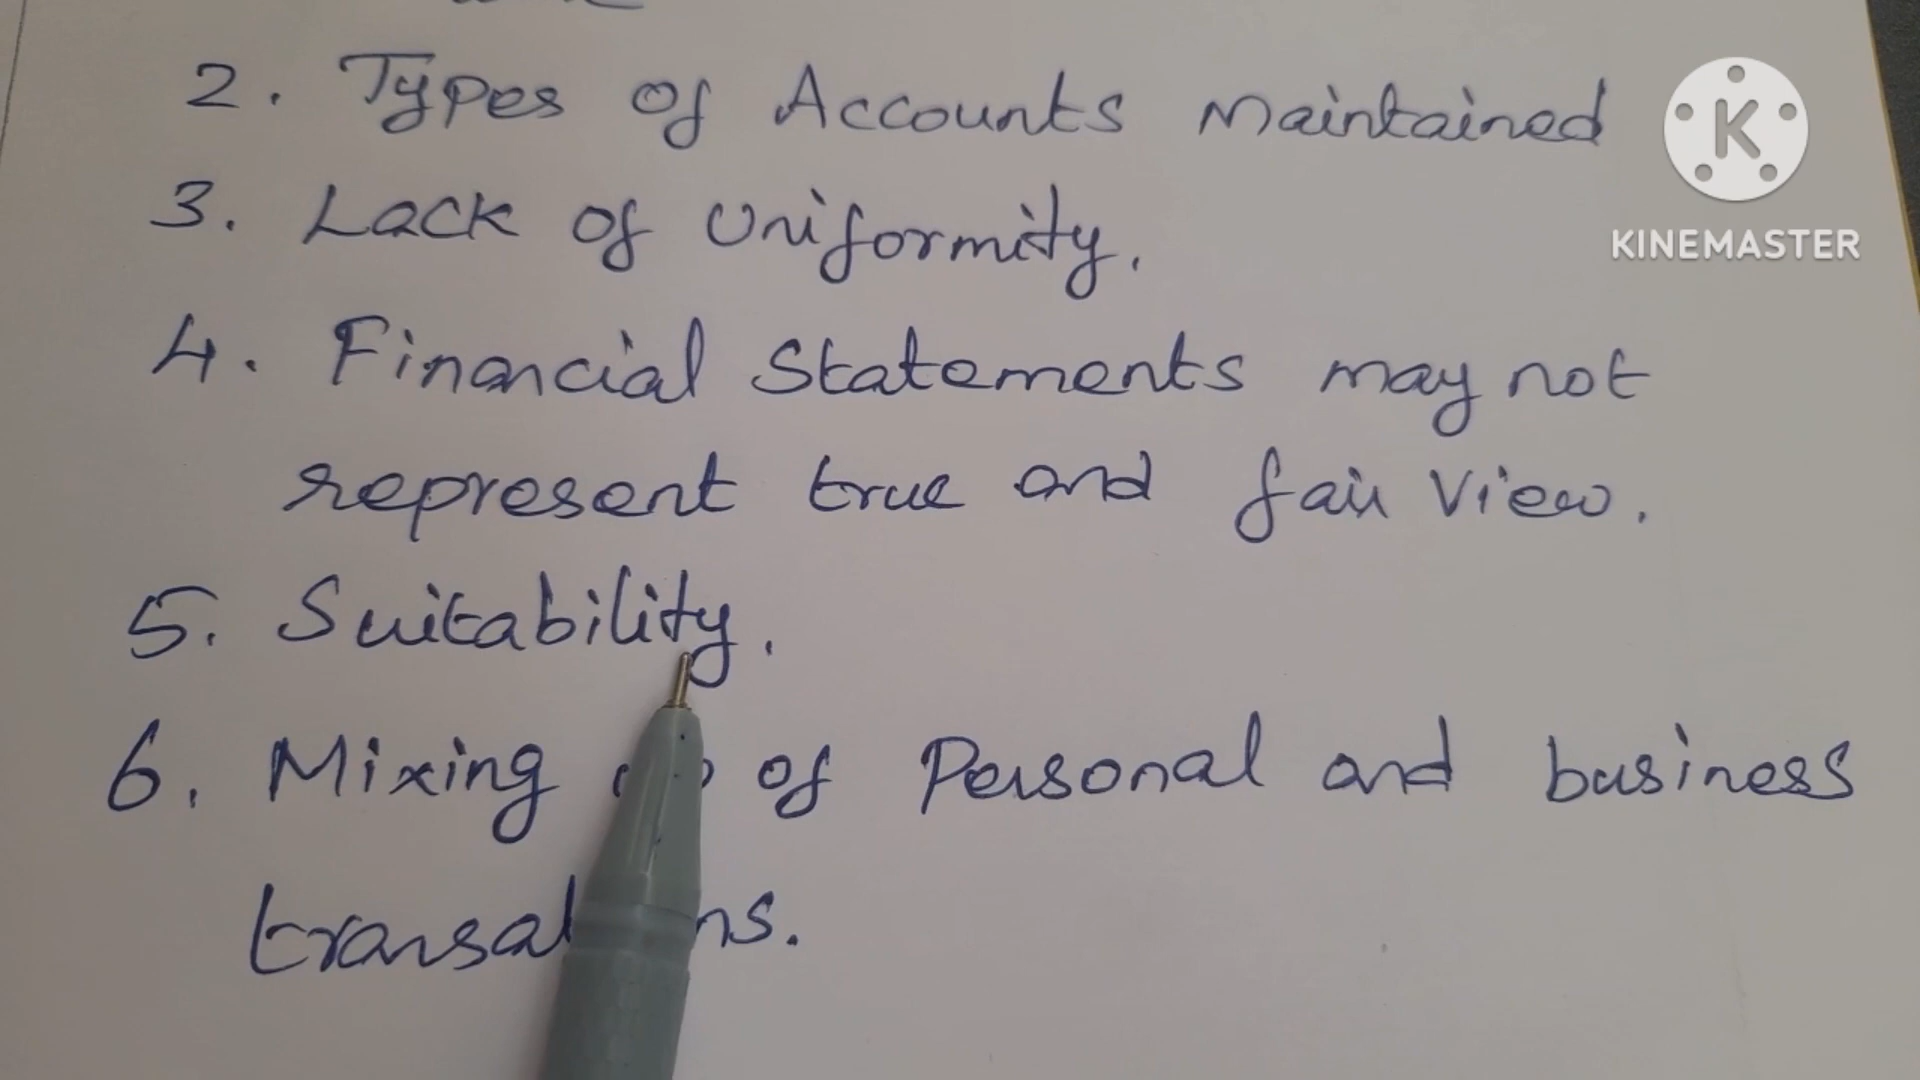 2. Types of Accounts Maintained
3. Lack of Uniformity.
4. Financial Statements may not
represent true and fair View.
5. Suitability.
6. Mixing of Personal and business
K
KINEMASTER